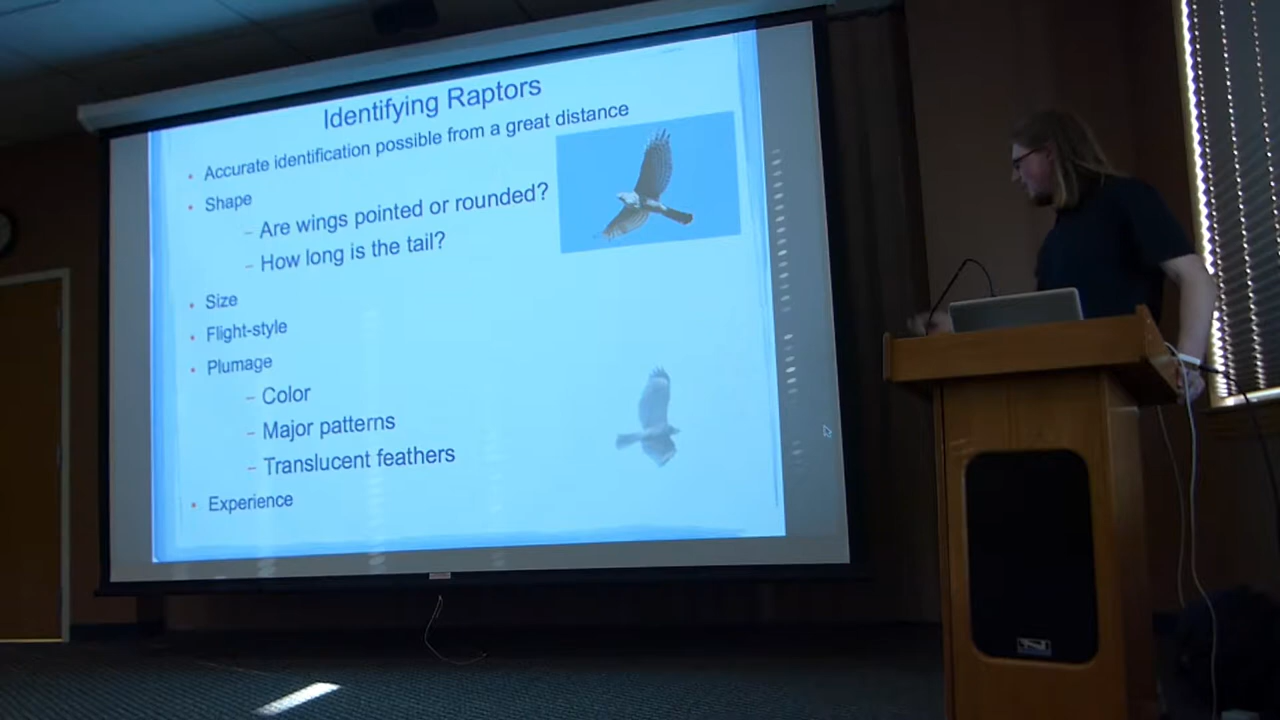 Identifying Raptors
• Accurate identification possible from a great distance
• Shape
– Are wings pointed or rounded?
– How long is the tail?
• Size
• Flight-style
• Plumage
– Color
– Major patterns
– Translucent feathers
• Experience